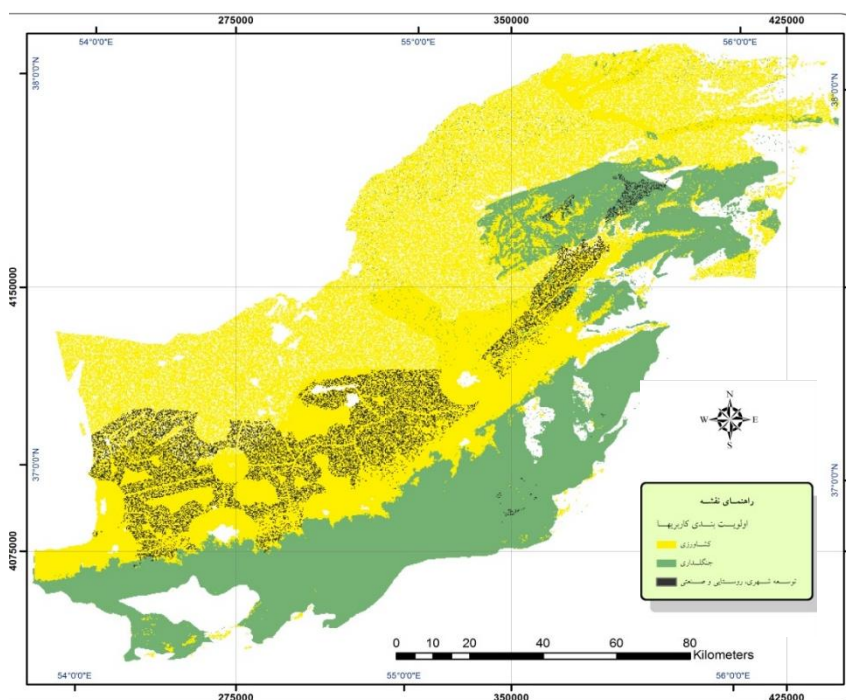 275000 350000 425000
54°0'0"E 55°0'0"E 56°0'0"E
38°0'0"N 38°0'0"N
4150000 4150000
N
W E
S
37°0'0"N 37°0'0"N
راهنمای نقشه
اولویت بندی کاربریها
کشاورزی
جنگلداری
توسعه شهری، روستایی و صنعتی
4075000 4075000
0 10 20 40 60 80
Kilometers
54°0'0"E 55°0'0"E 56°0'0"E
275000 350000 425000